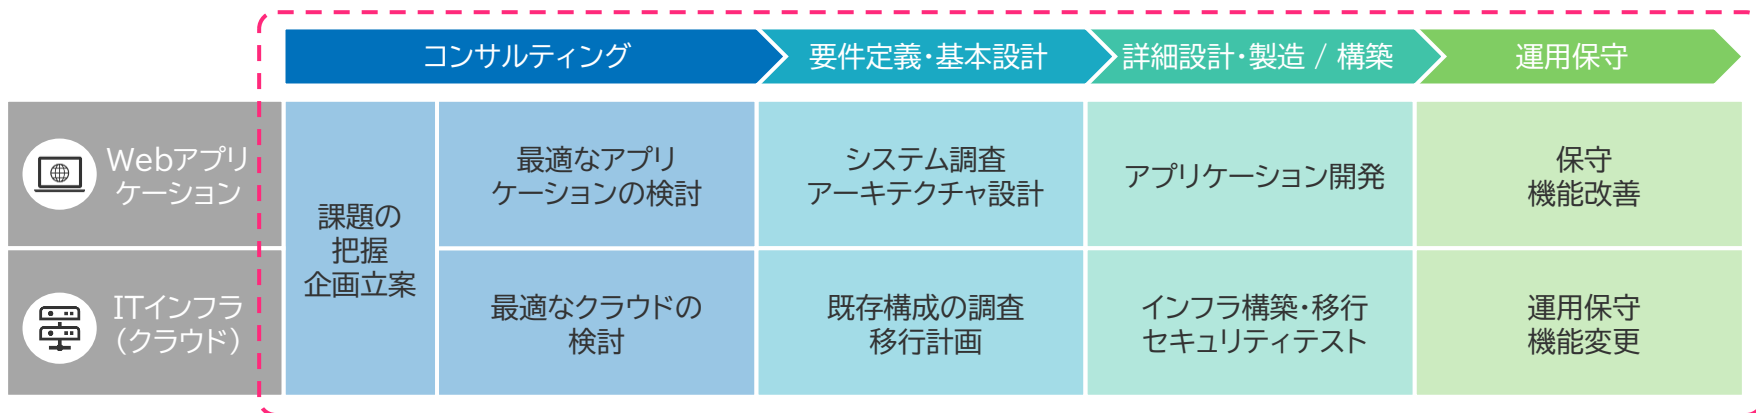 コンサルティング
要件定義・基本設計
詳細設計・製造 / 構築
運用保守
Webアプリ
ケーション
課題の
把握
企画立案
最適なアプリ
ケーションの検討
システム調査
アーキテクチャ設計
アプリケーション開発
保守
機能改善
ITインフラ
（クラウド）
最適なクラウドの
検討
既存構成の調査
移行計画
インフラ構築・移行
セキュリティテスト
運用保守
機能変更